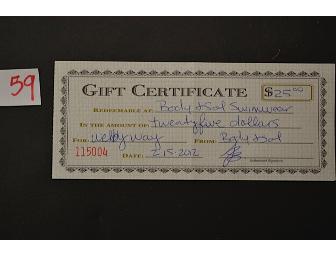 59
GIFT CERTIFICATE $25.00
REDEEMABLE AT: Body & Sol Swimwear
IN THE AMOUNT OF twentyfive dollars
FOR: way FROM: Body & Sol
115004 DATE: 2-15-2012
Authorized Signature